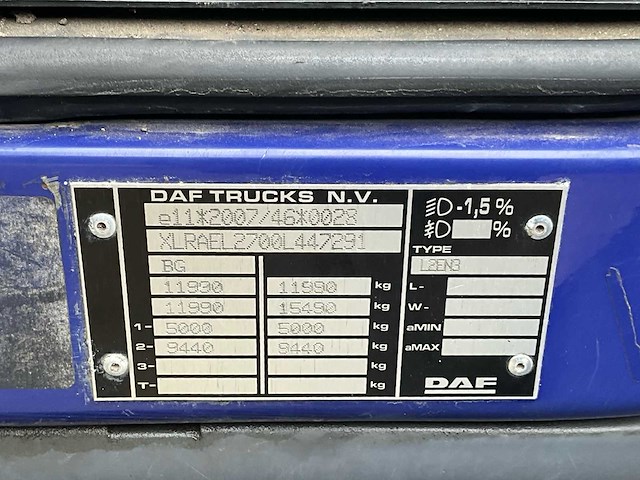 DAF TRUCKS N.V.
e11*2007/46*0028
XLRAEL2700L447291
BG
11990 11990 kg
11990 15490 kg
1- 5000 5000 kg
2- 9440 9440 kg
3- kg
T- kg
-1,5 %
%
TYPE
L2EN3
L-
W-
aMIN
aMAX
DAF